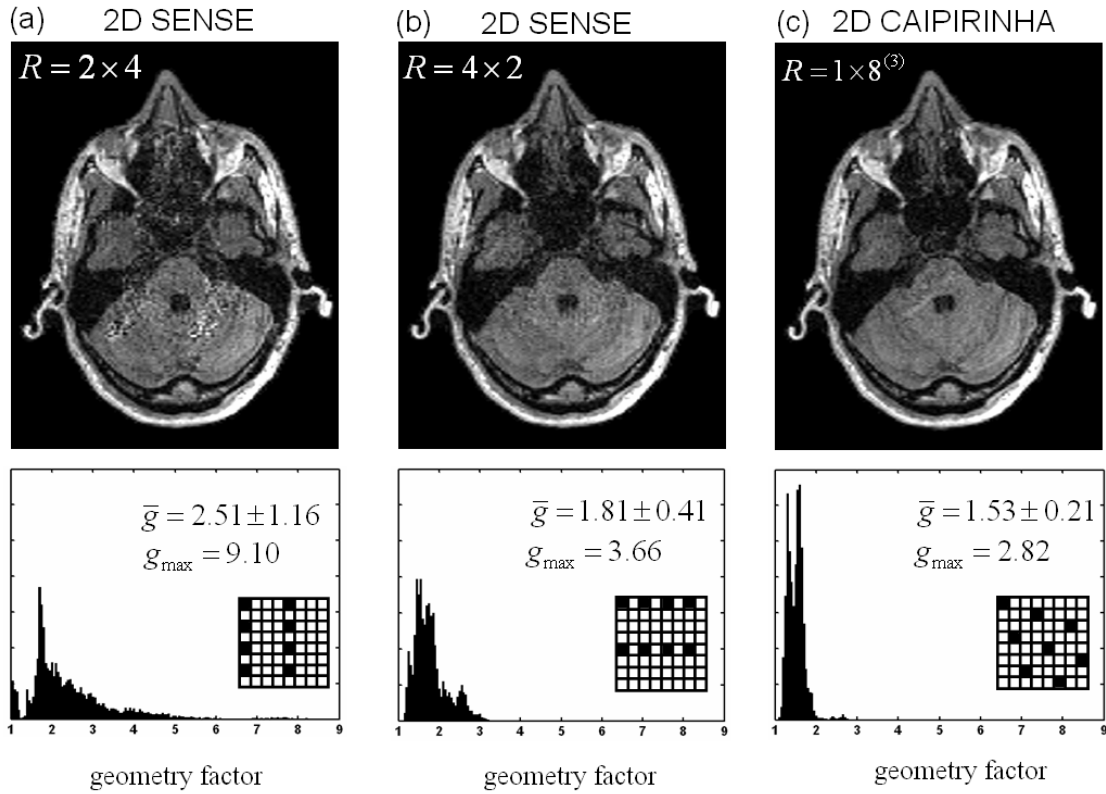 (a) 2D SENSE
R = 2 × 4
(b) 2D SENSE
R = 4 × 2
(c) 2D CAIPIRINHA
R = 1 × 8⁽³⁾
g̅ = 2.51 ± 1.16
g_max = 9.10
1 2 3 4 5 6 7 8 9
geometry factor
g̅ = 1.81 ± 0.41
g_max = 3.66
1 2 3 4 5 6 7 8 9
geometry factor
g̅ = 1.53 ± 0.21
g_max = 2.82
1 2 3 4 5 6 7 8 9
geometry factor